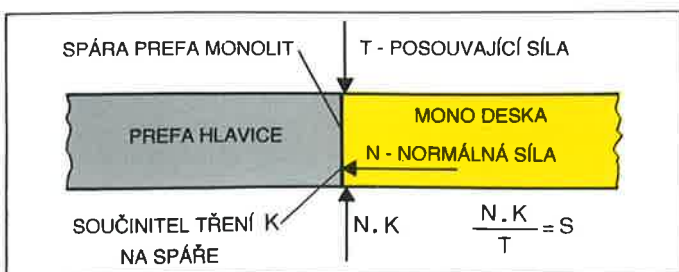 SPÁRA PREFA MONOLIT
T - POSOUVAJÍCÍ SÍLA
PREFA HLAVICE
MONO DESKA
N - NORMÁLNÁ SÍLA
SOUČINITEL TŘENÍ K
NA SPÁŘE
N.K
N.K
T
=S